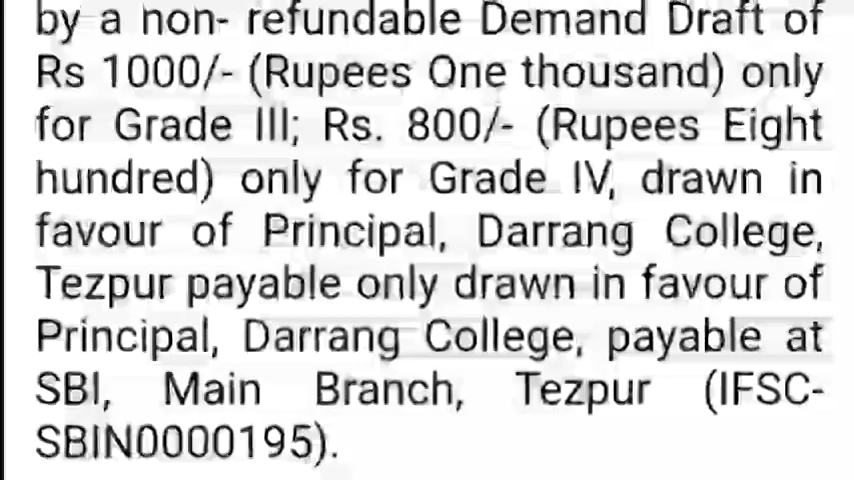 by a non- refundable Demand Draft of
Rs 1000/- (Rupees One thousand) only
for Grade III; Rs. 800/- (Rupees Eight
hundred) only for Grade IV, drawn in
favour of Principal, Darrang College,
Tezpur payable only drawn in favour of
Principal, Darrang College, payable at
SBI, Main Branch, Tezpur (IFSC-
SBIN0000195).